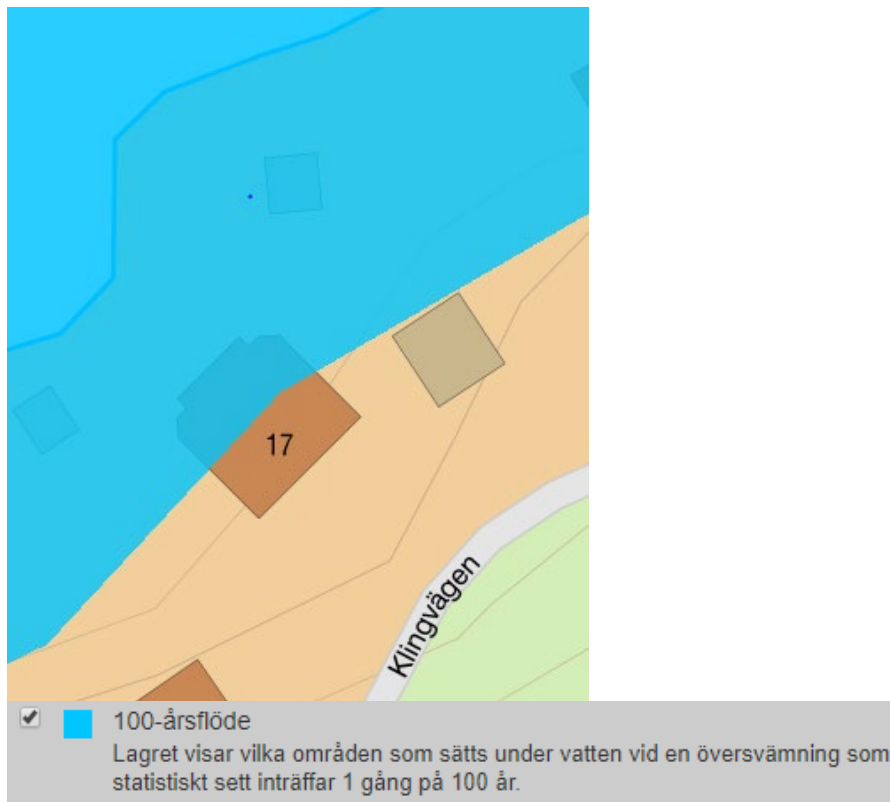 17
Klingvägen
100-årsflöde
Lagret visar vilka områden som sätts under vatten vid en översvämning som
statistiskt sett inträffar 1 gång på 100 år.